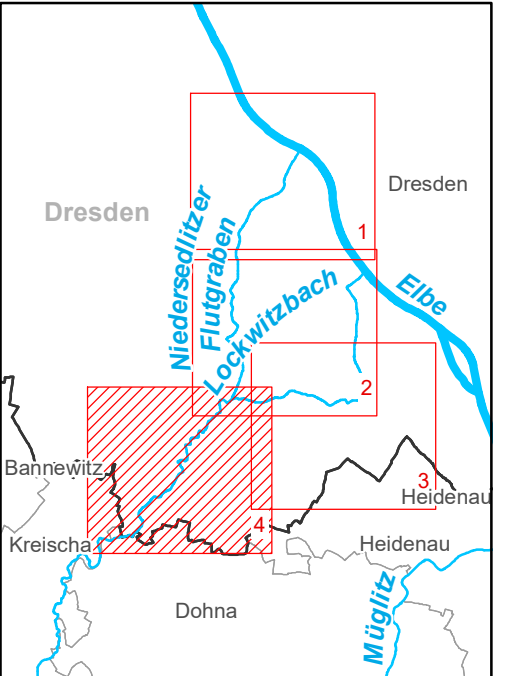 Dresden
Dresden
Niedersedlitzer
Flutgraben
1
Elbe
Lockwitzbach
2
Bannewitz
3
Heidenau
4
Kreischa
Heidenau
Dohna
Müglitz